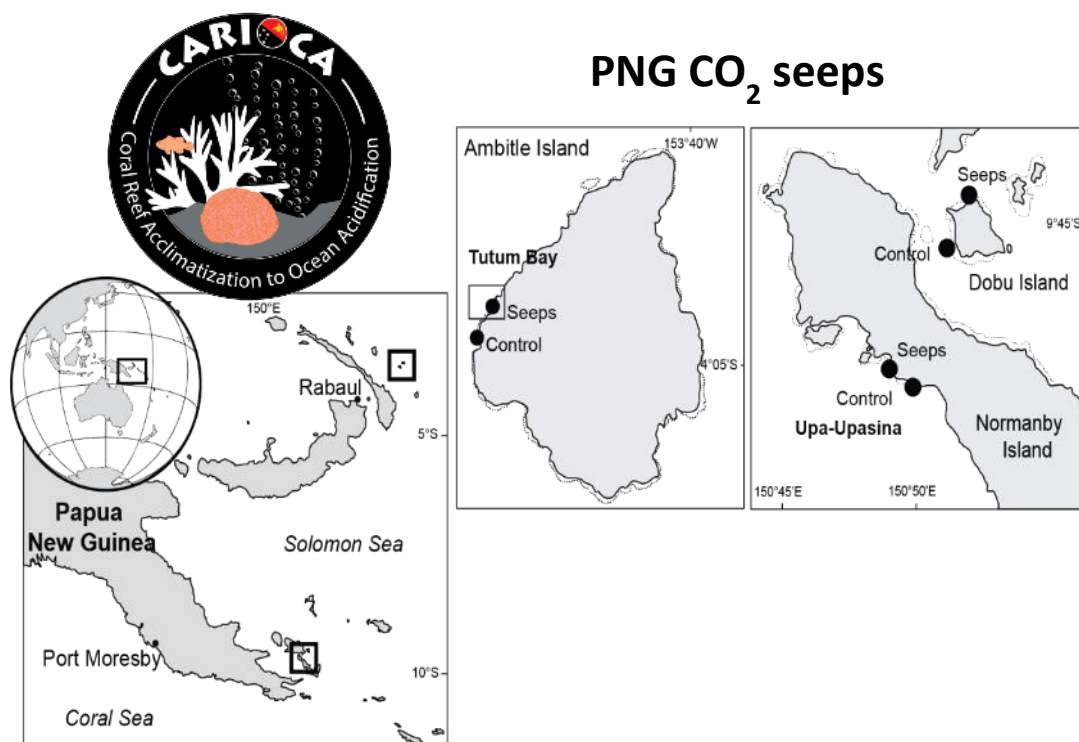 CARIOCA
Coral Reef Acclimatization to Ocean Acidification
PNG CO₂ seeps
150°E
Rabaul
5°S
Papua
New Guinea
Solomon Sea
Port Moresby
10°S
Coral Sea
Ambitle Island
153°40'W
Tutum Bay
Seeps
Control
4°05'S
Seeps
9°45'S
Control
Dobu Island
Seeps
Control
Upa-Upasina
Normanby
Island
150°45'E
150°50'E